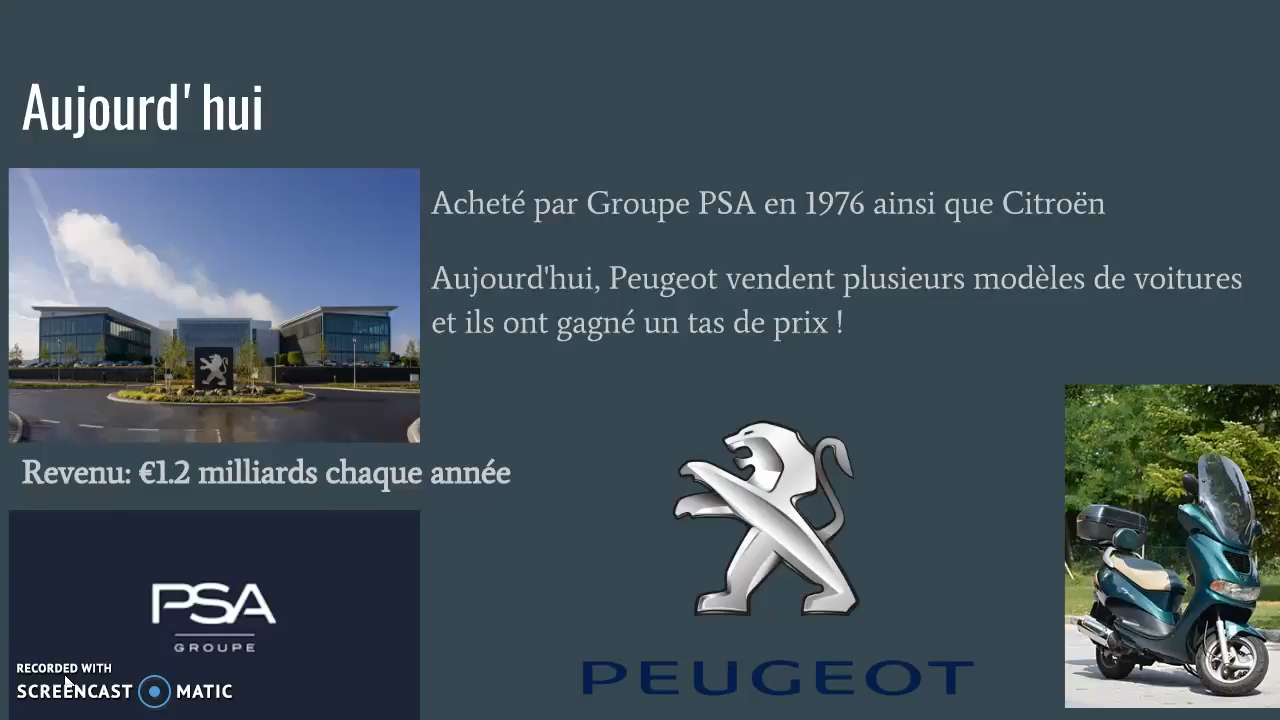 Aujourd'hui
Acheté par Groupe PSA en 1976 ainsi que Citroën
Aujourd'hui, Peugeot vendent plusieurs modèles de voitures
et ils ont gagné un tas de prix !
Revenu: €1.2 milliards chaque année
PSA
GROUPE
PEUGEOT
RECORDED WITH
SCREENCAST MATIC